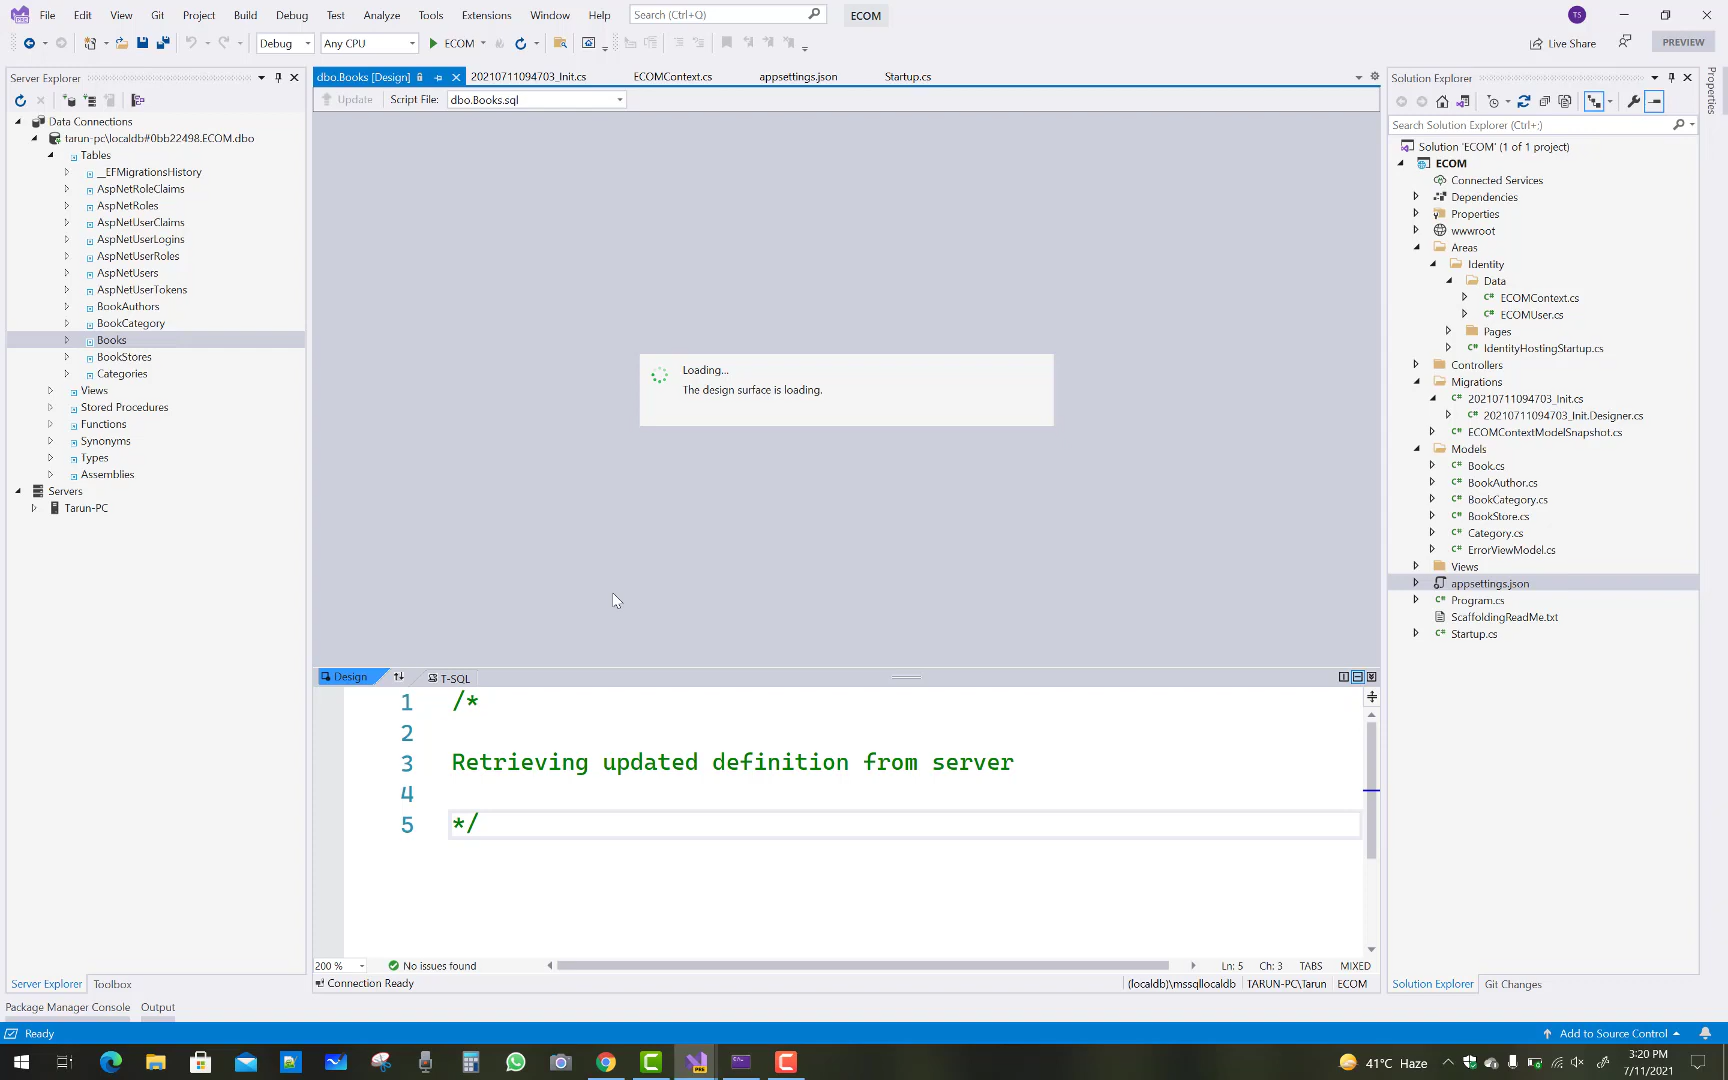 File Edit View Git Project Build Debug Test Analyze Tools Extensions Window Help Search (Ctrl+Q) ECOM TS
Debug Any CPU ECOM Live Share PREVIEW
Server Explorer
dbo.Books [Design] 20210711094703_Init.cs ECOMContext.cs appsettings.json Startup.cs
Update Script File: dbo.Books.sql
Data Connections
tarun-pc\localdb#0bb22498.ECOM.dbo
Tables
__EFMigrationsHistory
AspNetRoleClaims
AspNetRoles
AspNetUserClaims
AspNetUserLogins
AspNetUserRoles
AspNetUsers
AspNetUserTokens
BookAuthors
BookCategory
Books
BookStores
Categories
Views
Stored Procedures
Functions
Synonyms
Types
Assemblies
Servers
Tarun-PC
Server Explorer Toolbox
Loading...
The design surface is loading.
Design T-SQL
1 /*
2
3 Retrieving updated definition from server
4
5 */
200 % No issues found Ln: 5 Ch: 3 TABS MIXED
Connection Ready (localdb)\mssqllocaldb TARUN-PC\Tarun ECOM
Solution Explorer
Search Solution Explorer (Ctrl+;)
Solution 'ECOM' (1 of 1 project)
ECOM
Connected Services
Dependencies
Properties
wwwroot
Areas
Identity
Data
ECOMContext.cs
ECOMUser.cs
Pages
IdentityHostingStartup.cs
Controllers
Migrations
20210711094703_Init.cs
20210711094703_Init.Designer.cs
ECOMContextModelSnapshot.cs
Models
Book.cs
BookAuthor.cs
BookCategory.cs
BookStore.cs
Category.cs
ErrorViewModel.cs
Views
appsettings.json
Program.cs
ScaffoldingReadMe.txt
Startup.cs
Solution Explorer Git Changes
Properties
Package Manager Console Output
Ready Add to Source Control
41°C Haze 3:20 PM
7/11/2021